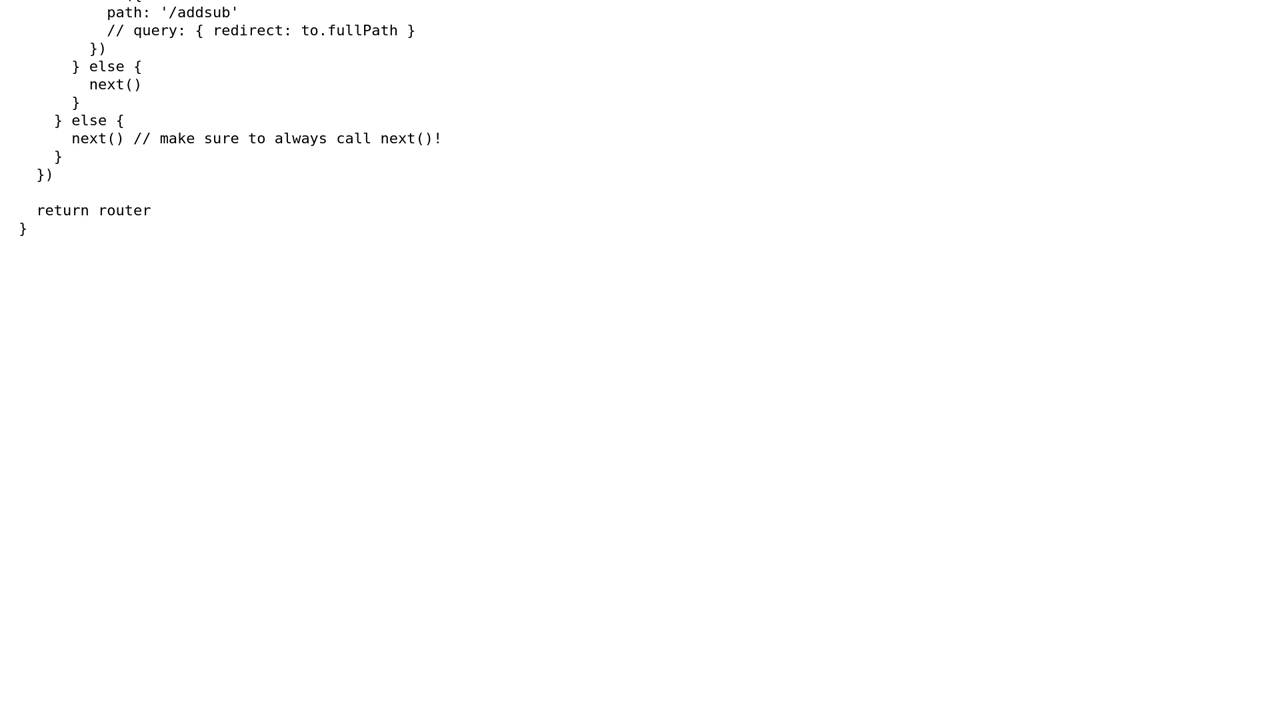 path: '/addsub'
// query: { redirect: to.fullPath }
})
} else {
next()
}
} else {
next() // make sure to always call next()!
}
})
return router
}